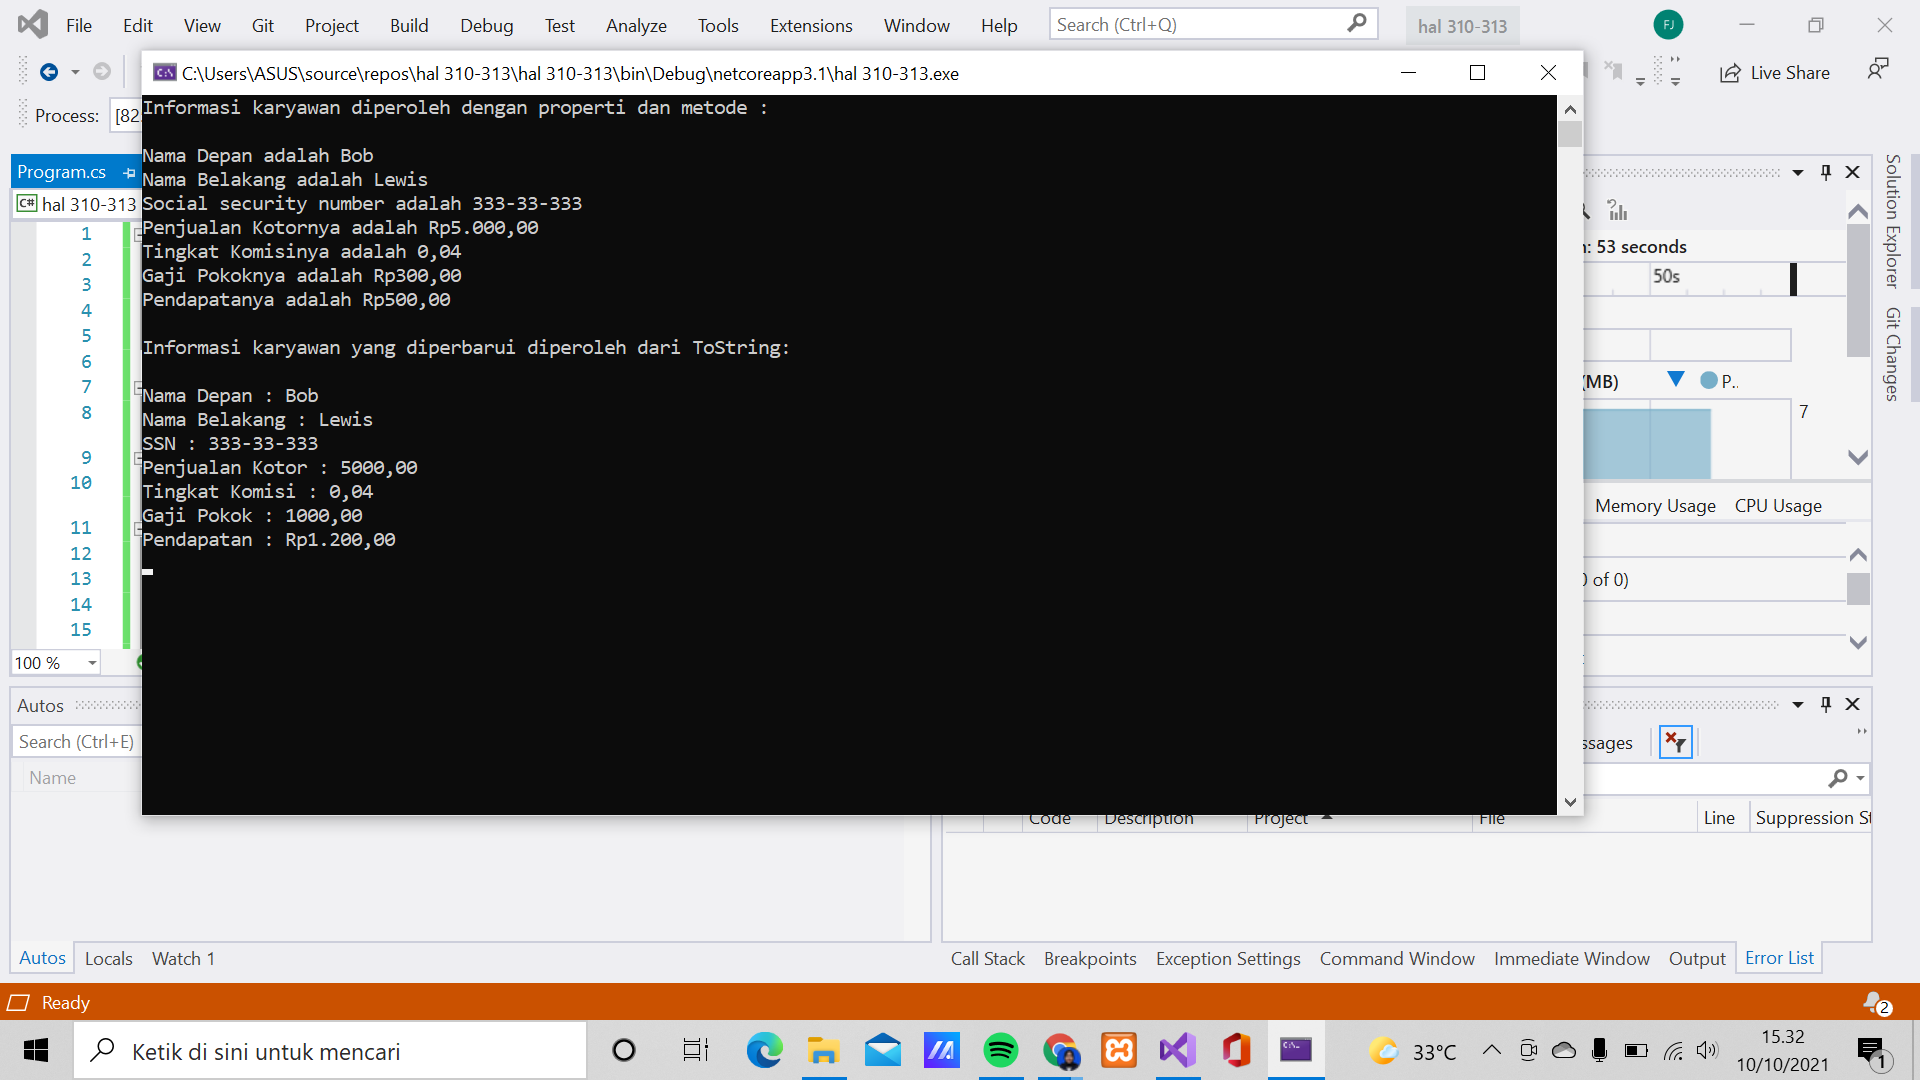 File Edit View Git Project Build Debug Test Analyze Tools Extensions Window Help Search (Ctrl+Q) hal 310-313 FJ
C:\Users\ASUS\source\repos\hal 310-313\hal 310-313\bin\Debug\netcoreapp3.1\hal 310-313.exe
Live Share
Process: [82
Informasi karyawan diperoleh dengan properti dan metode :
Nama Depan adalah Bob
Nama Belakang adalah Lewis
Social security number adalah 333-33-333
Penjualan Kotornya adalah Rp5.000,00
Tingkat Komisinya adalah 0,04
Gaji Pokoknya adalah Rp300,00
Pendapatanya adalah Rp500,00
Informasi karyawan yang diperbarui diperoleh dari ToString:
Nama Depan : Bob
Nama Belakang : Lewis
SSN : 333-33-333
Penjualan Kotor : 5000,00
Tingkat Komisi : 0,04
Gaji Pokok : 1000,00
Pendapatan : Rp1.200,00
Program.cs
C# hal 310-313
1
2
3
4
5
6
7
8
9
10
11
12
13
14
15
100 %
: 53 seconds
50s
(MB) P..
7
Memory Usage CPU Usage
0 of 0)
Solution Explorer
Git Changes
Autos
Search (Ctrl+E)
Name
ssages
Code Description Project File Line Suppression St
Autos Locals Watch 1
Call Stack Breakpoints Exception Settings Command Window Immediate Window Output Error List
Ready
2
Ketik di sini untuk mencari
33°C
15.32
10/10/2021
1